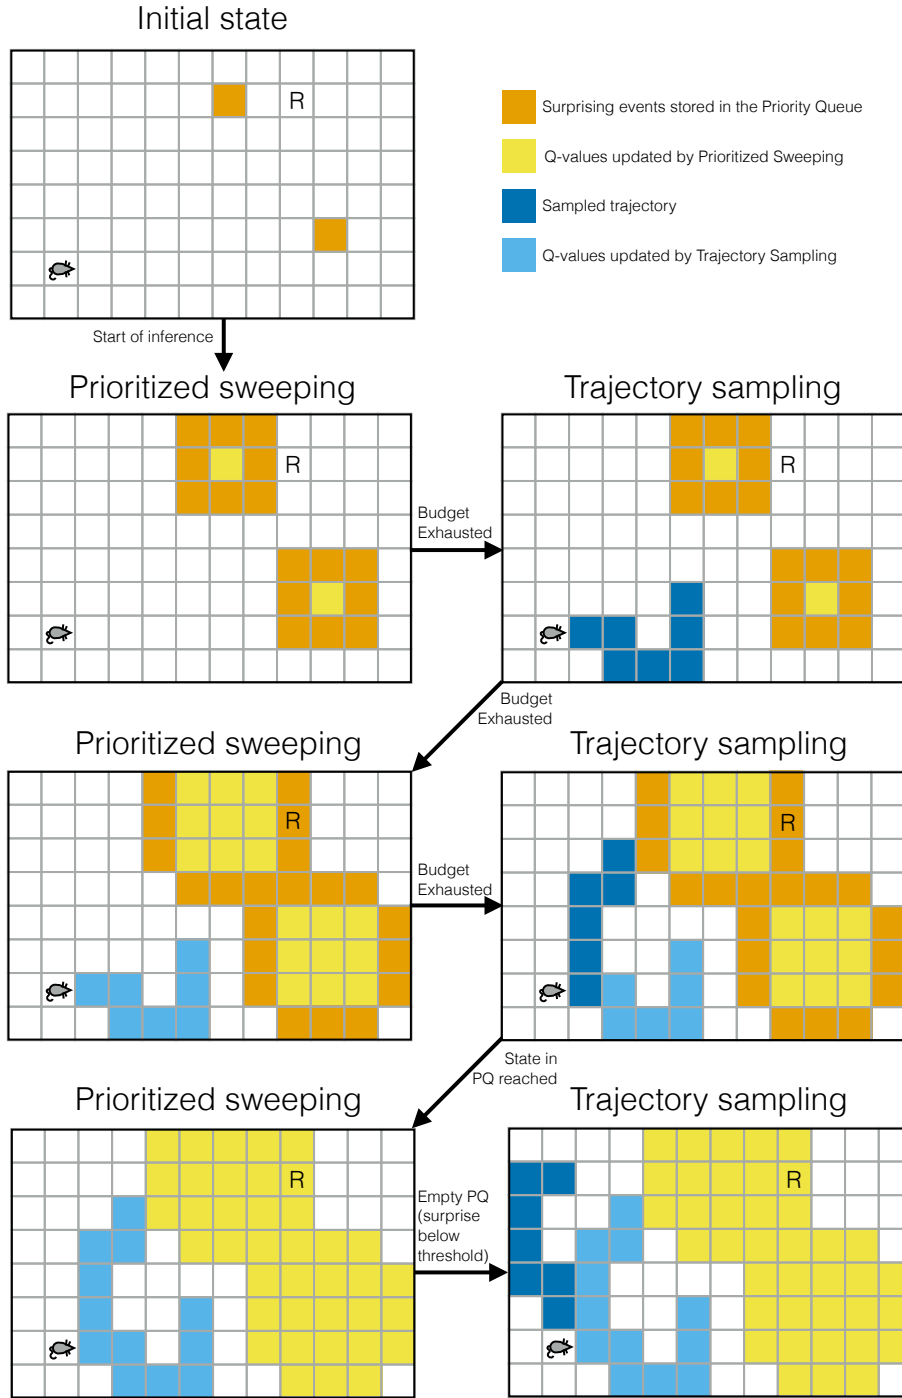 Initial state
R
Surprising events stored in the Priority Queue
Q-values updated by Prioritized Sweeping
Sampled trajectory
Q-values updated by Trajectory Sampling
Start of inference
Prioritized sweeping
Trajectory sampling
R
R
Budget
Exhausted
Budget
Exhausted
Prioritized sweeping
Trajectory sampling
R
R
Budget
Exhausted
State in
PQ reached
Prioritized sweeping
Trajectory sampling
R
R
Empty PQ
(surprise
below
threshold)